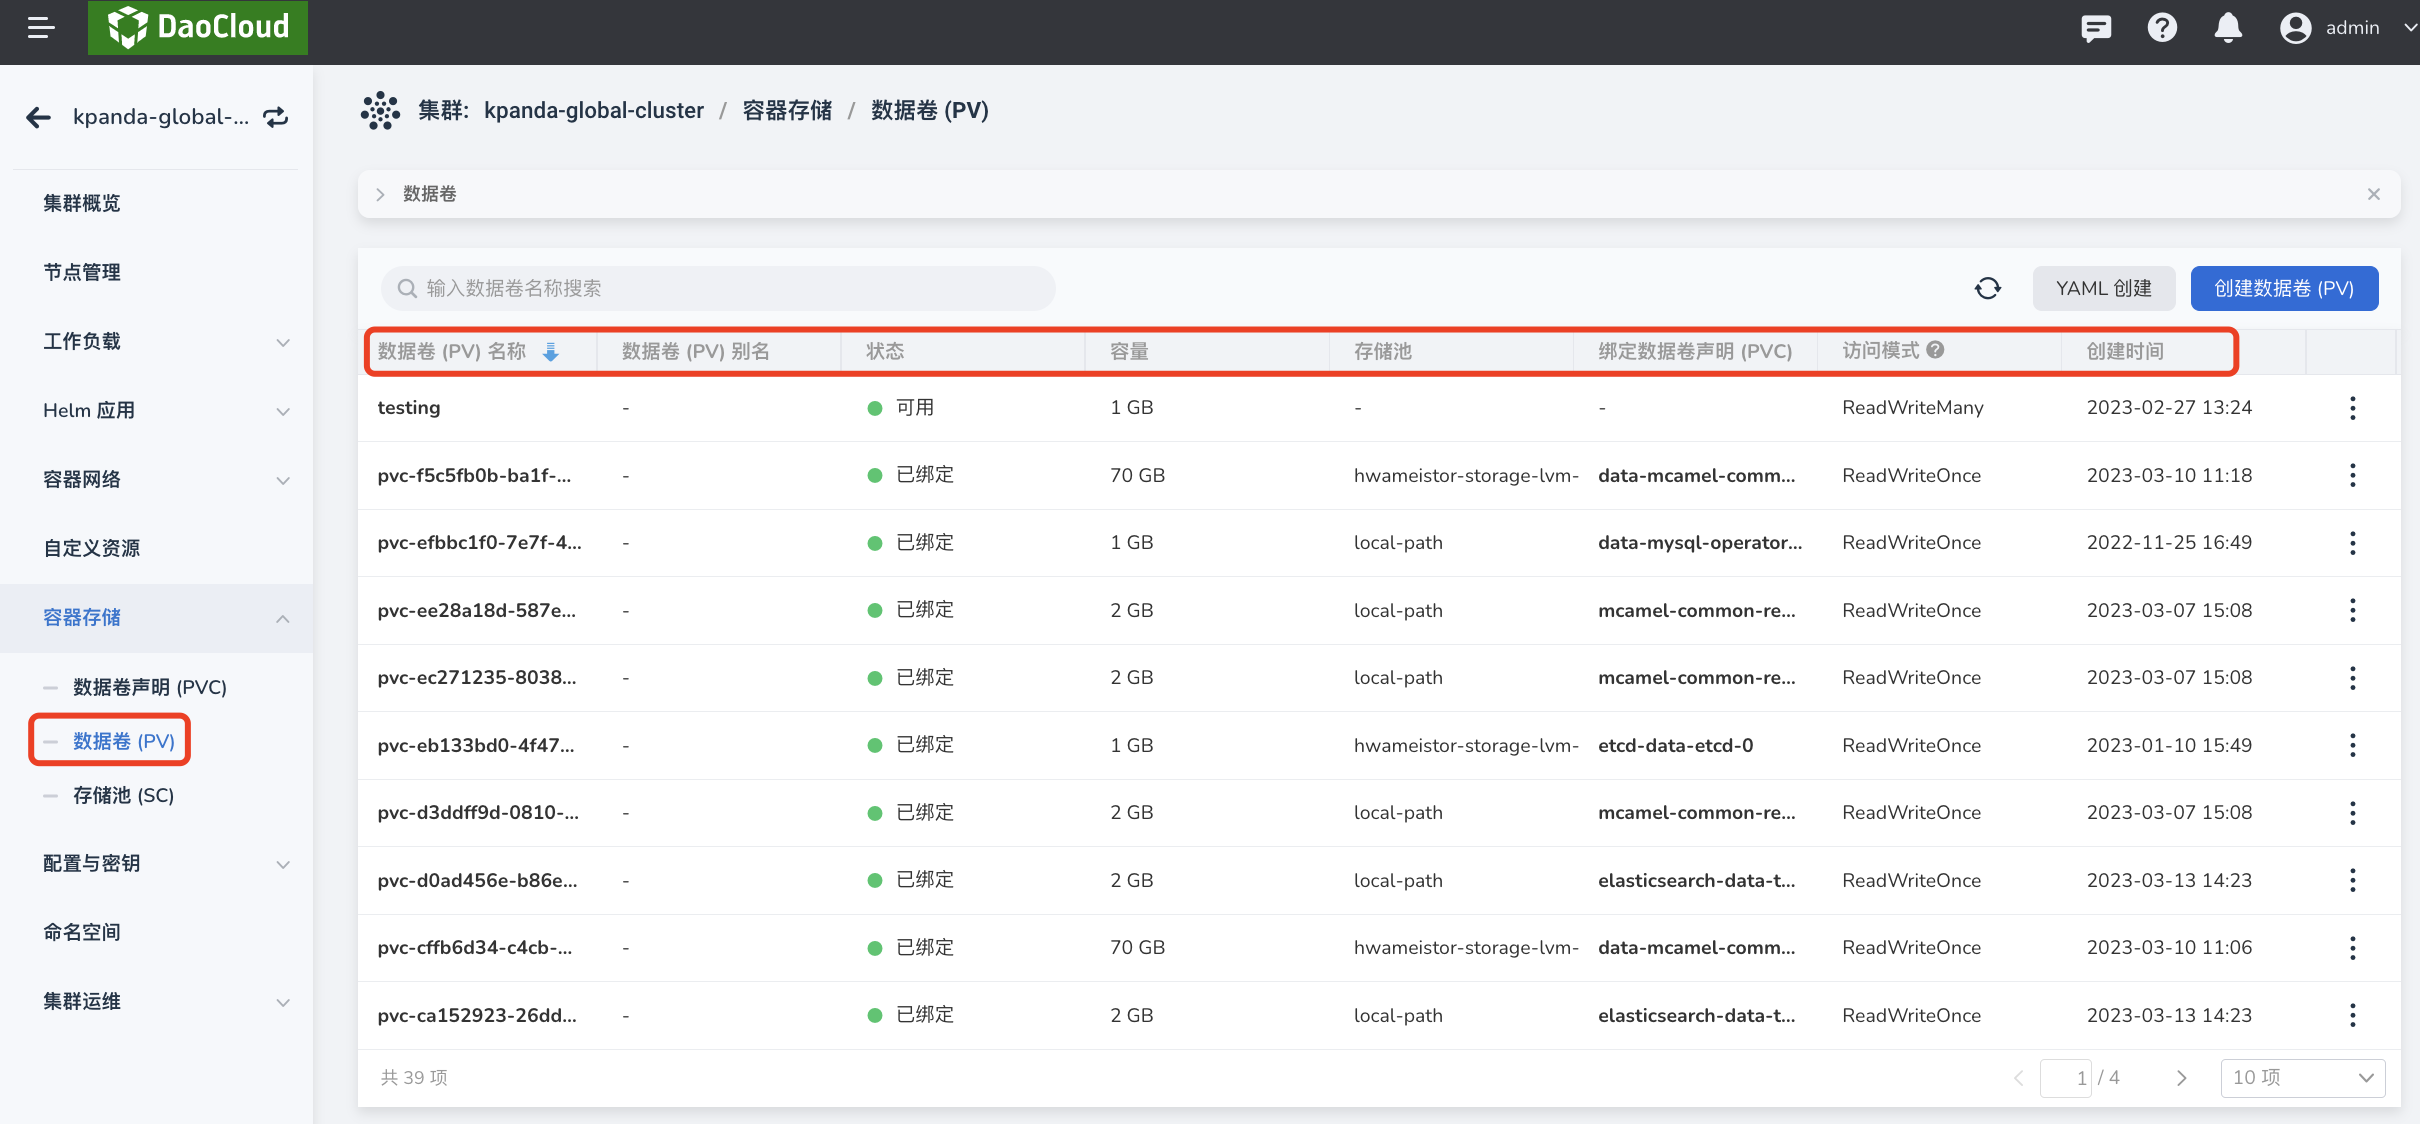 DaoCloud
admin
kpanda-global-...
集群概览
节点管理
工作负载
Helm 应用
容器网络
自定义资源
容器存储
数据卷声明 (PVC)
数据卷 (PV)
存储池 (SC)
配置与密钥
命名空间
集群运维
集群: kpanda-global-cluster / 容器存储 / 数据卷 (PV)
数据卷
输入数据卷名称搜索
YAML 创建
创建数据卷 (PV)
数据卷 (PV) 名称 数据卷 (PV) 别名 状态 容量 存储池 绑定数据卷声明 (PVC) 访问模式 创建时间
testing - 可用 1 GB - - ReadWriteMany 2023-02-27 13:24
pvc-f5c5fb0b-ba1f-... - 已绑定 70 GB hwameistor-storage-lvm- data-mcamel-comm... ReadWriteOnce 2023-03-10 11:18
pvc-efbbc1f0-7e7f-4... - 已绑定 1 GB local-path data-mysql-operator... ReadWriteOnce 2022-11-25 16:49
pvc-ee28a18d-587e... - 已绑定 2 GB local-path mcamel-common-re... ReadWriteOnce 2023-03-07 15:08
pvc-ec271235-8038... - 已绑定 2 GB local-path mcamel-common-re... ReadWriteOnce 2023-03-07 15:08
pvc-eb133bd0-4f47... - 已绑定 1 GB hwameistor-storage-lvm- etcd-data-etcd-0 ReadWriteOnce 2023-01-10 15:49
pvc-d3ddff9d-0810-... - 已绑定 2 GB local-path mcamel-common-re... ReadWriteOnce 2023-03-07 15:08
pvc-d0ad456e-b86e... - 已绑定 2 GB local-path elasticsearch-data-t... ReadWriteOnce 2023-03-13 14:23
pvc-cffb6d34-c4cb-... - 已绑定 70 GB hwameistor-storage-lvm- data-mcamel-comm... ReadWriteOnce 2023-03-10 11:06
pvc-ca152923-26dd... - 已绑定 2 GB local-path elasticsearch-data-t... ReadWriteOnce 2023-03-13 14:23
共 39 项
1 / 4
10 项